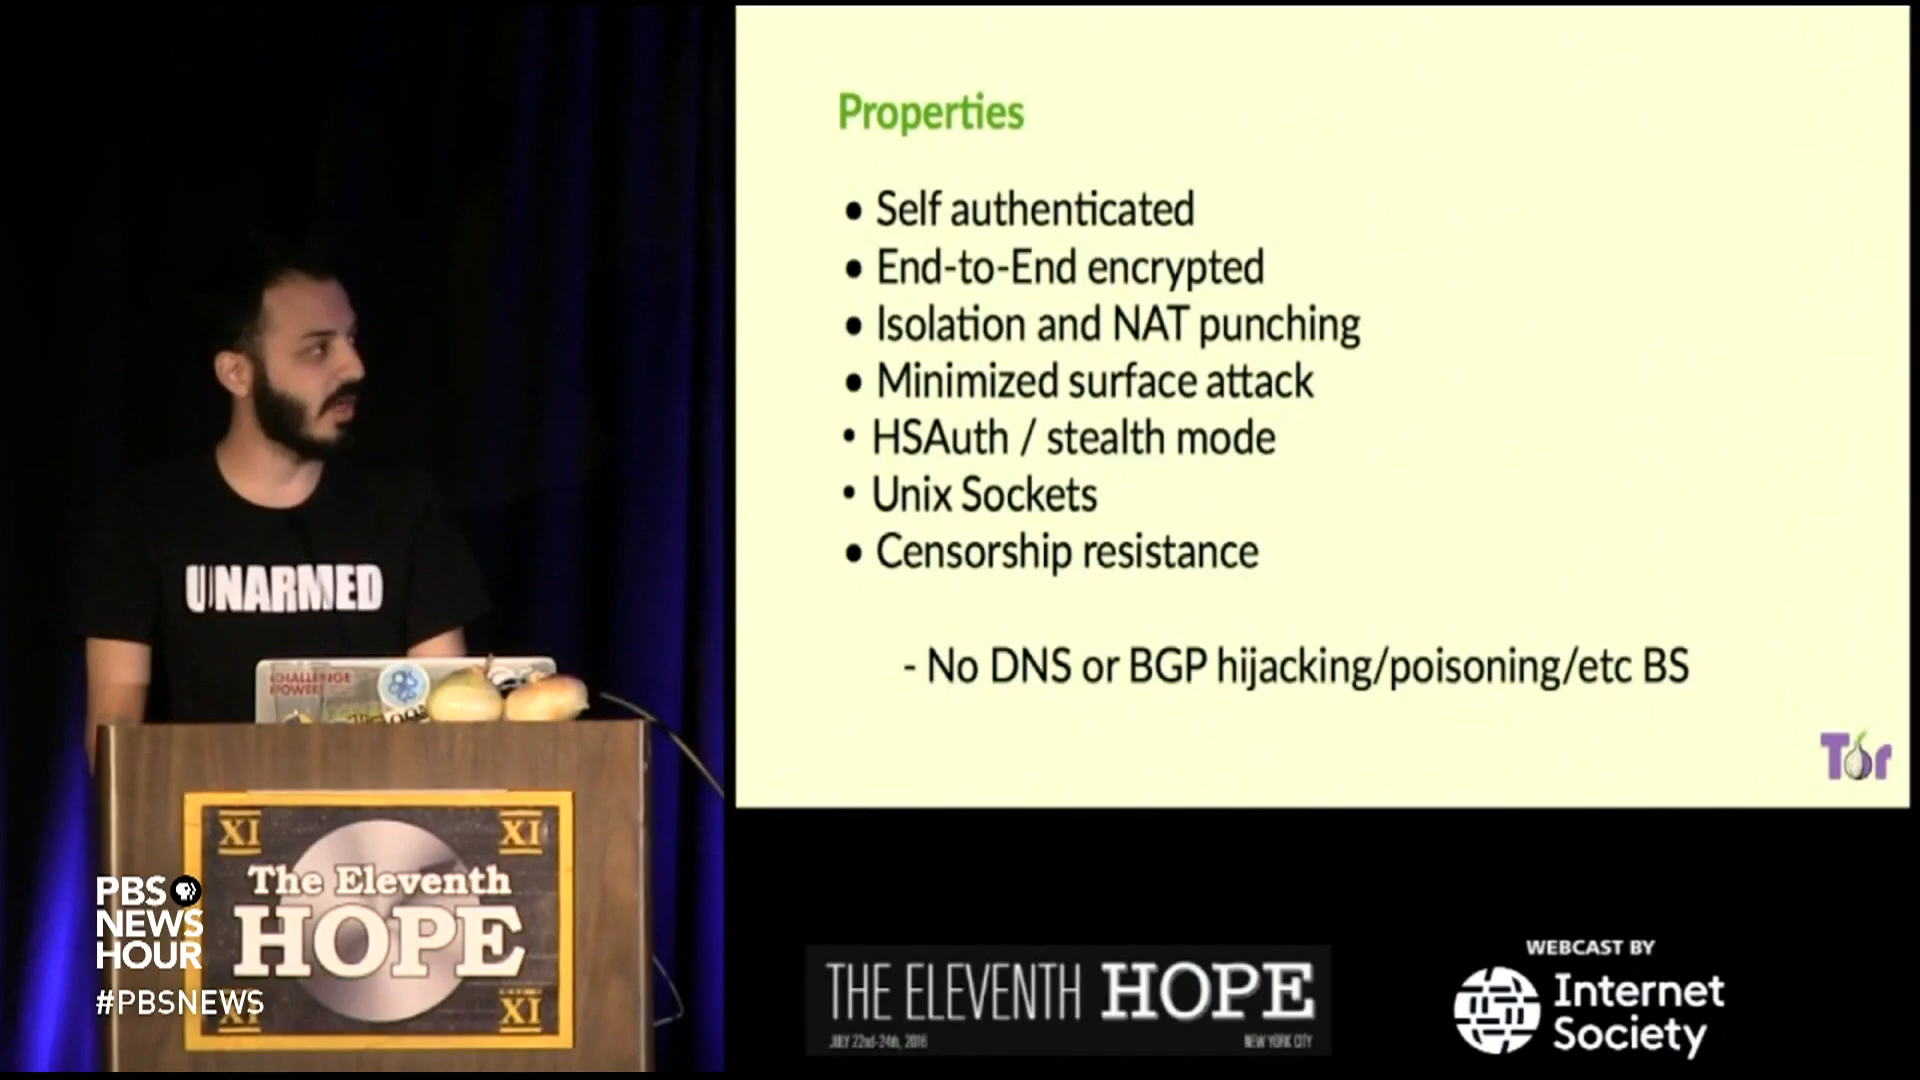 Properties
• Self authenticated
• End-to-End encrypted
• Isolation and NAT punching
• Minimized surface attack
• HSAuth / stealth mode
• Unix Sockets
• Censorship resistance
- No DNS or BGP hijacking/poisoning/etc BS
Tor
UNARMED
CHALLENGE
POWER
XI XI
The Eleventh
HOPE
XI XI
PBS
NEWS
HOUR
#PBSNEWS
THE ELEVENTH HOPE
JULY 22nd-24th, 2016 NEW YORK CITY
WEBCAST BY
Internet
Society